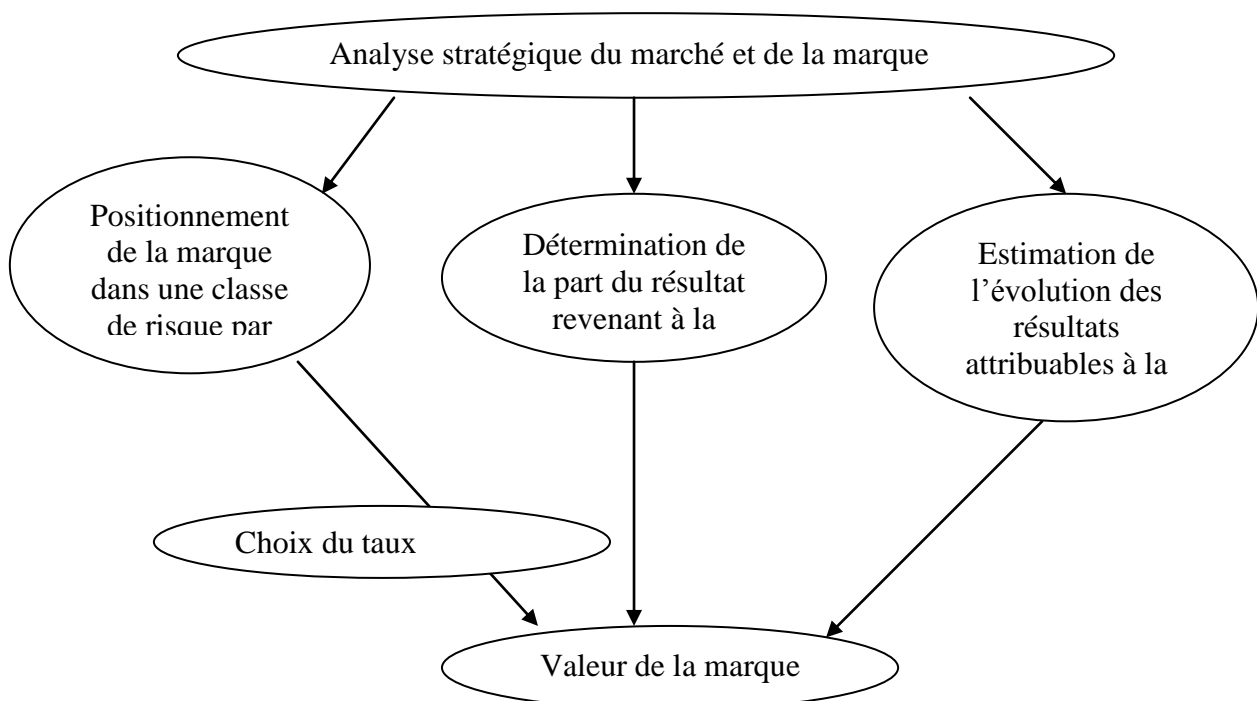 Analyse stratégique du marché et de la marque
Positionnement
de la marque
dans une classe
de risque par
Détermination de
la part du résultat
revenant à la
Estimation de
l’évolution des
résultats
attribuables à la
Choix du taux
Valeur de la marque